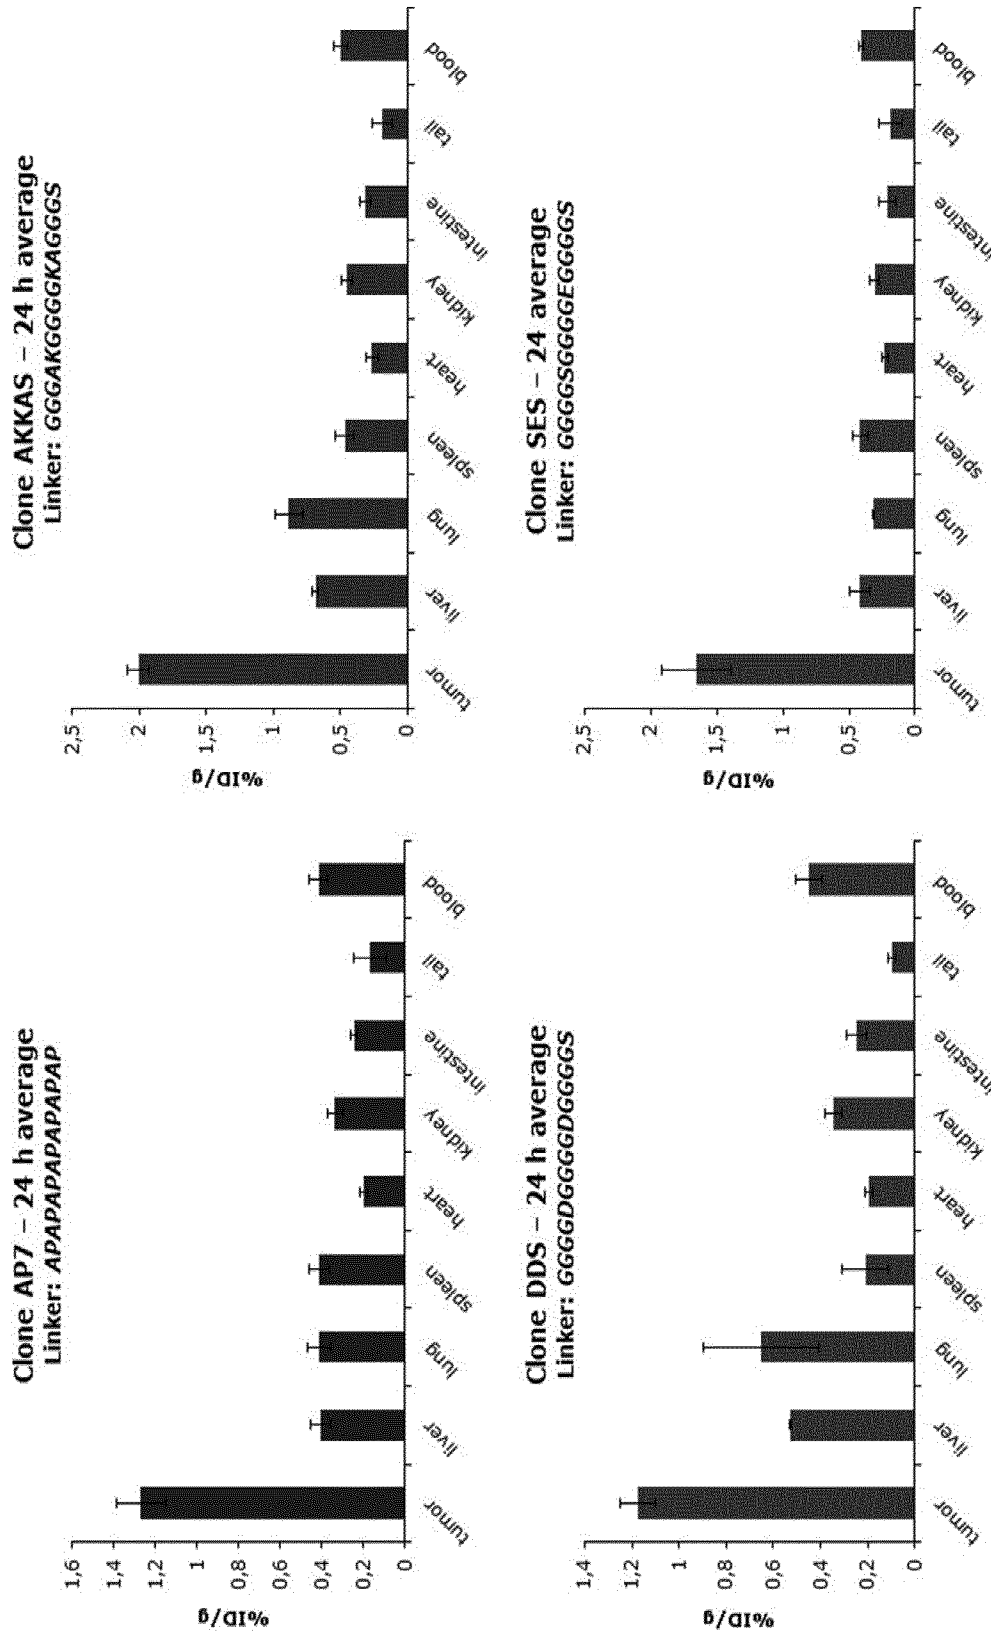 Clone AP7 – 24 h average
Linker: APAPAPAPAPAPAP
%ID/g
1,6
1,4
1,2
1
0,8
0,6
0,4
0,2
0
tumor
liver
lung
spleen
heart
kidney
intestine
tail
blood
Clone AKKAS – 24 h average
Linker: GGGAKGGGGKAGGGS
%ID/g
2,5
2
1,5
1
0,5
0
tumor
liver
lung
spleen
heart
kidney
intestine
tail
blood
Clone DDS – 24 h average
Linker: GGGGDGGGGDGGGGS
%ID/g
1,4
1,2
1
0,8
0,6
0,4
0,2
0
tumor
liver
lung
spleen
heart
kidney
intestine
tail
blood
Clone SES – 24 average
Linker: GGGGSGGGGEGGGGS
%ID/g
2,5
2
1,5
1
0,5
0
tumor
liver
lung
spleen
heart
kidney
intestine
tail
blood